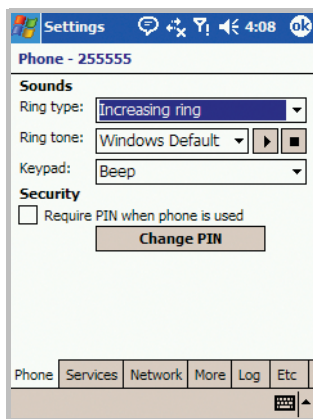 Settings 4:08 ok
Phone - 255555
Sounds
Ring type: Increasing ring
Ring tone: Windows Default
Keypad: Beep
Security
Require PIN when phone is used
Change PIN
Phone Services Network More Log Etc